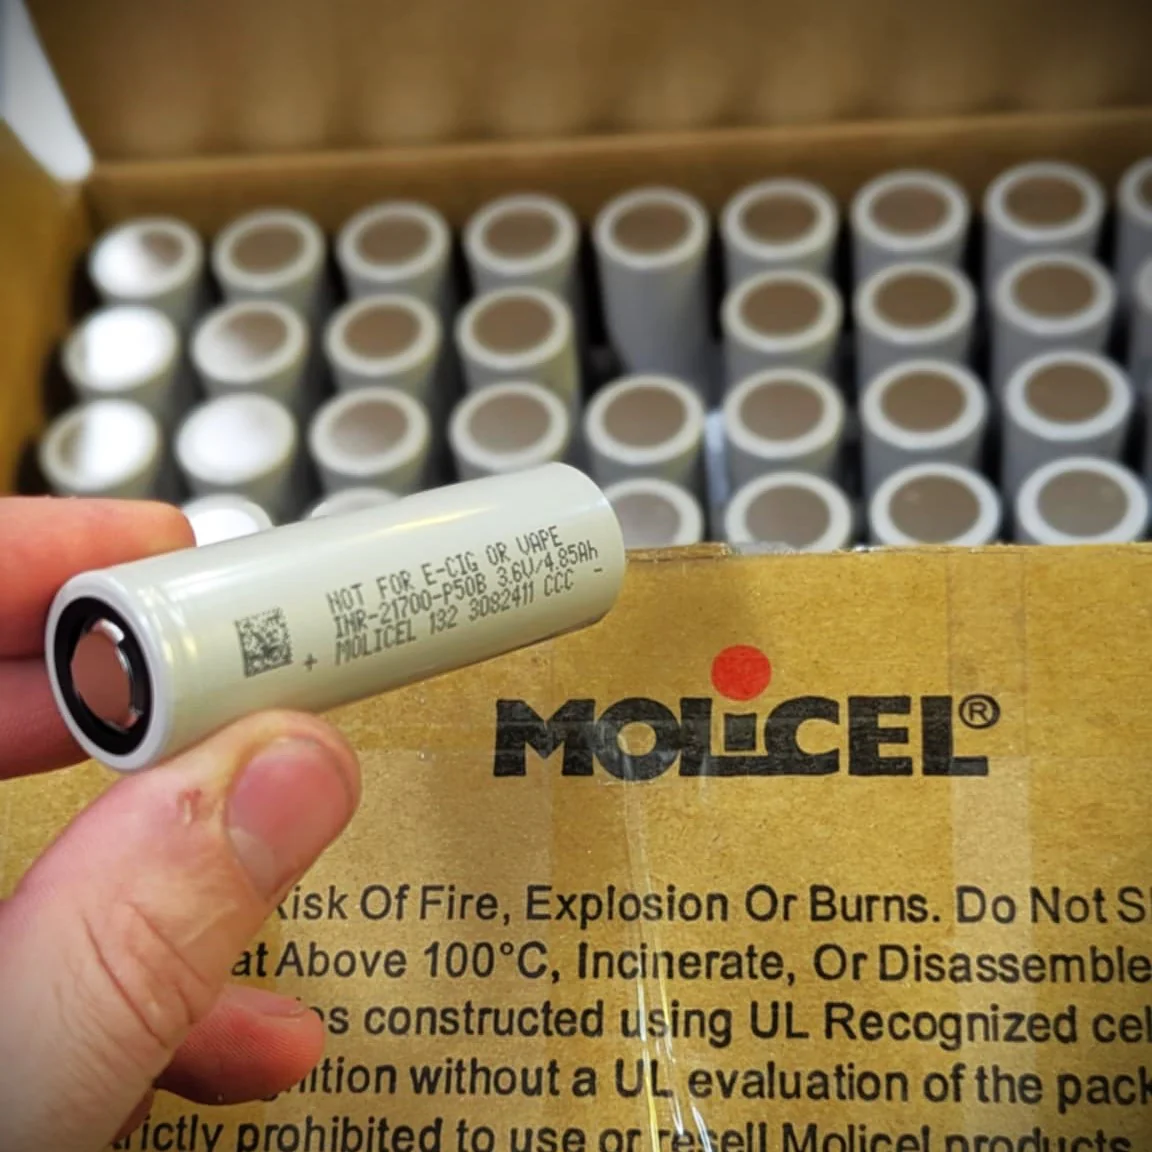 NOT FOR E-CIG OR VAPE
INR-21700-P50B 3.6V/4.85Ah
+ MOLICEL 132 3082411 CCC -
MOLiCEL®
Risk Of Fire, Explosion Or Burns. Do Not
at Above 100°C, Incinerate, Or Disassemble
constructed using UL Recognized
without a UL evaluation of the
prohibited to use or resell Molicel products